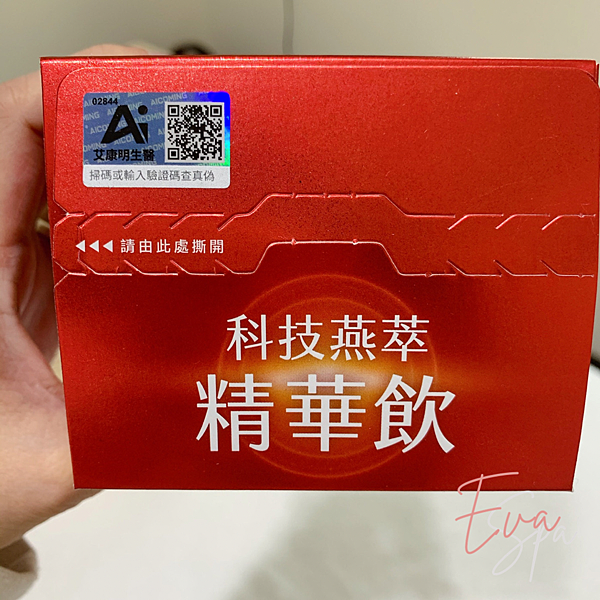 02844
AICOMING
Ai
艾康明生醫
掃碼或輸入驗證碼查真偽
◀◀◀ 請由此處撕開
科技燕萃
精華飲
Eva
Spa